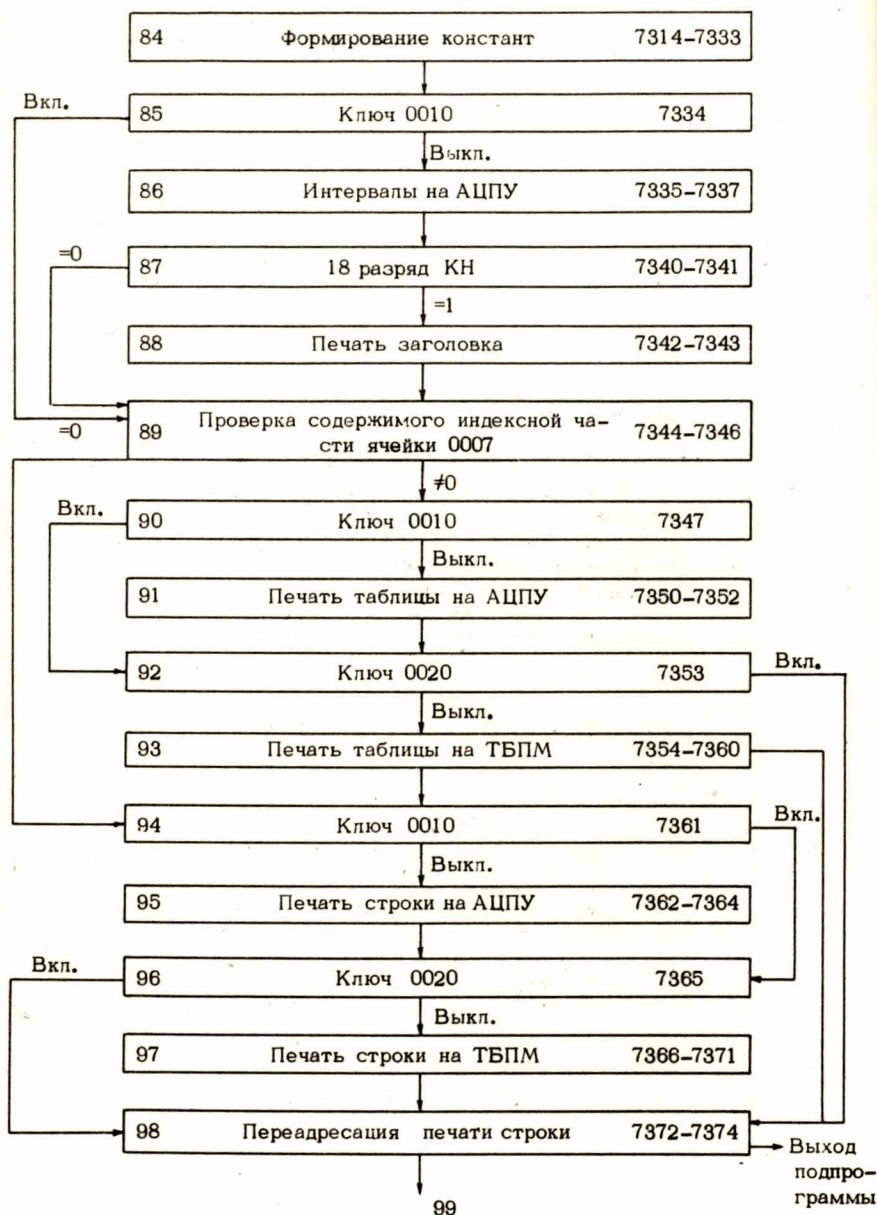 84 Формирование констант 7314–7333
Вкл.
85 Ключ 0010 7334
Выкл.
86 Интервалы на АЦПУ 7335–7337
=0
87 18 разряд КН 7340–7341
=1
88 Печать заголовка 7342–7343
=0
89 Проверка содержимого индексной ча-
сти ячейки 0007 7344–7346
≠0
Вкл.
90 Ключ 0010 7347
Выкл.
91 Печать таблицы на АЦПУ 7350–7352
92 Ключ 0020 7353
Вкл.
Выкл.
93 Печать таблицы на ТБПМ 7354–7360
94 Ключ 0010 7361
Вкл.
Выкл.
95 Печать строки на АЦПУ 7362–7364
Вкл.
96 Ключ 0020 7365
Выкл.
97 Печать строки на ТБПМ 7366–7371
98 Переадресация печати строки 7372–7374
Выход
подпро-
граммы
99